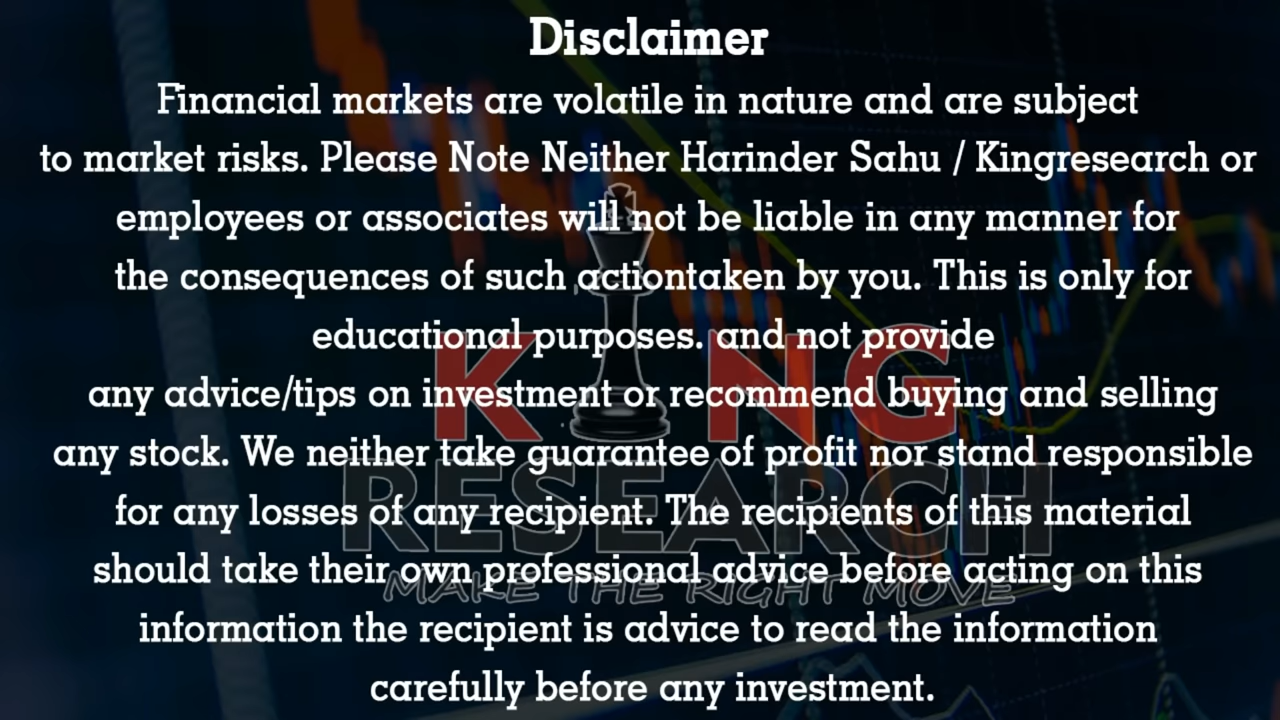 Disclaimer
Financial markets are volatile in nature and are subject
to market risks. Please Note Neither Harinder Sahu / Kingresearch or
employees or associates will not be liable in any manner for
the consequences of such actiontaken by you. This is only for
educational purposes. and not provide
any advice/tips on investment or recommend buying and selling
any stock. We neither take guarantee of profit nor stand responsible
for any losses of any recipient. The recipients of this material
should take their own professional advice before acting on this
information the recipient is advice to read the information
carefully before any investment.
KING
RESEARCH
MAKE THE RIGHT MOVE